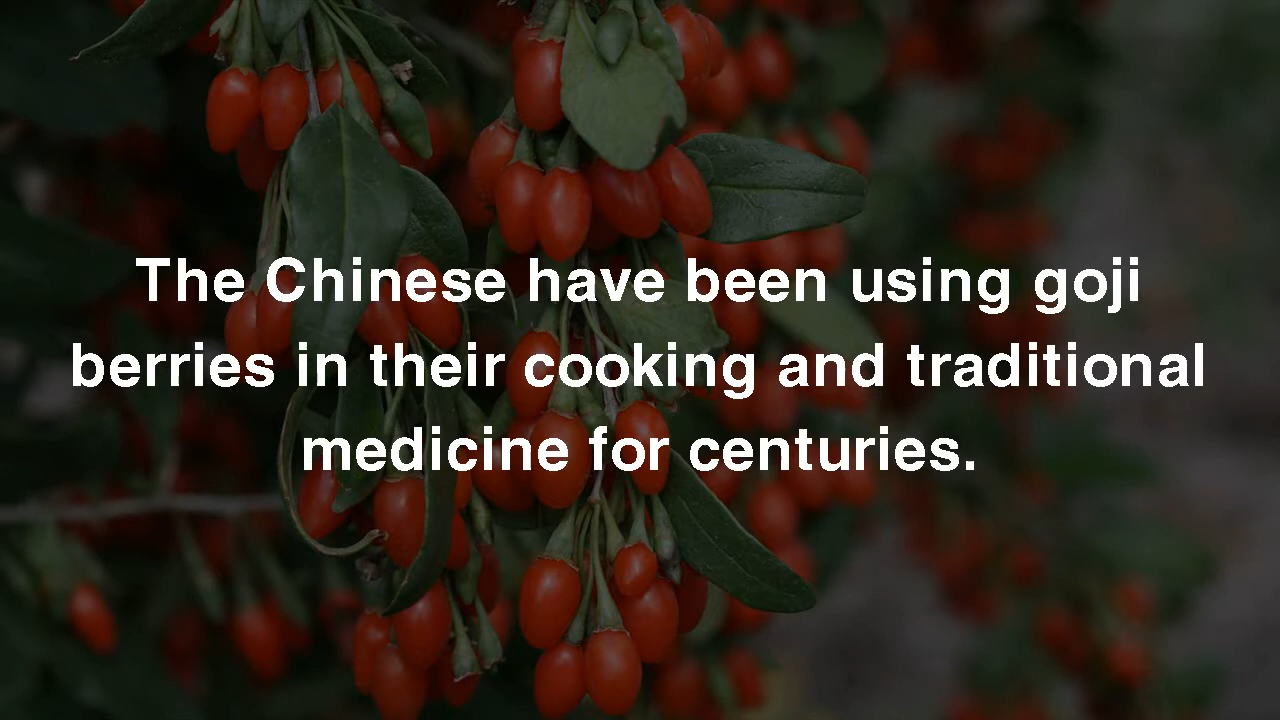 The Chinese have been using goji
berries in their cooking and traditional
medicine for centuries.